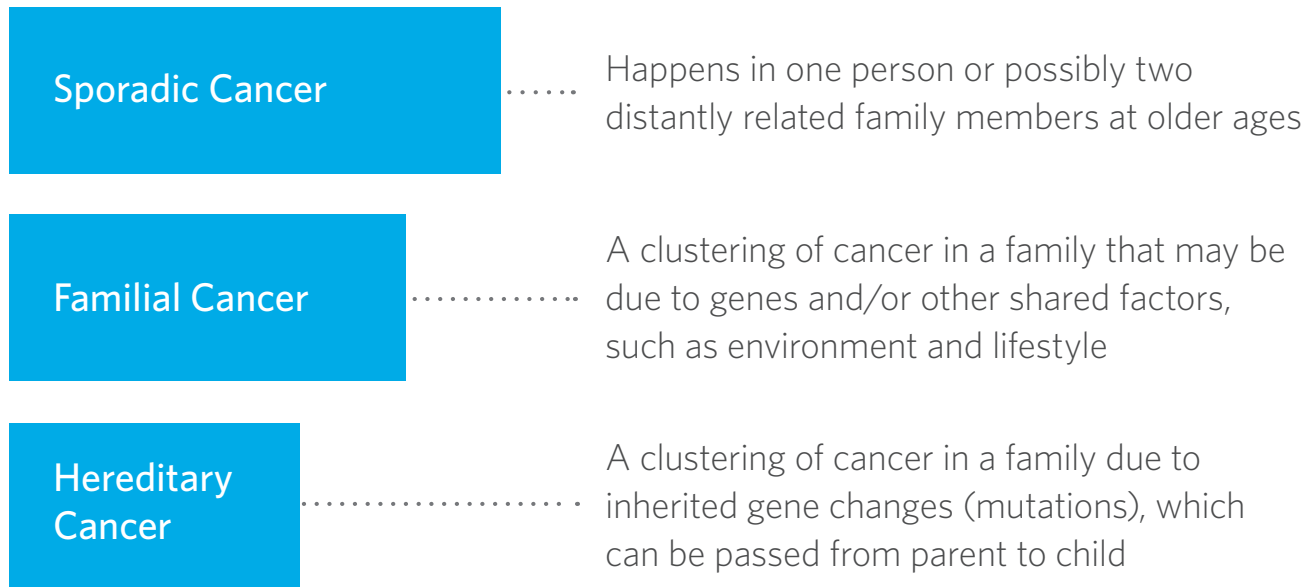 Sporadic Cancer
Happens in one person or possibly two
distantly related family members at older ages
Familial Cancer
A clustering of cancer in a family that may be
due to genes and/or other shared factors,
such as environment and lifestyle
Hereditary
Cancer
A clustering of cancer in a family due to
inherited gene changes (mutations), which
can be passed from parent to child